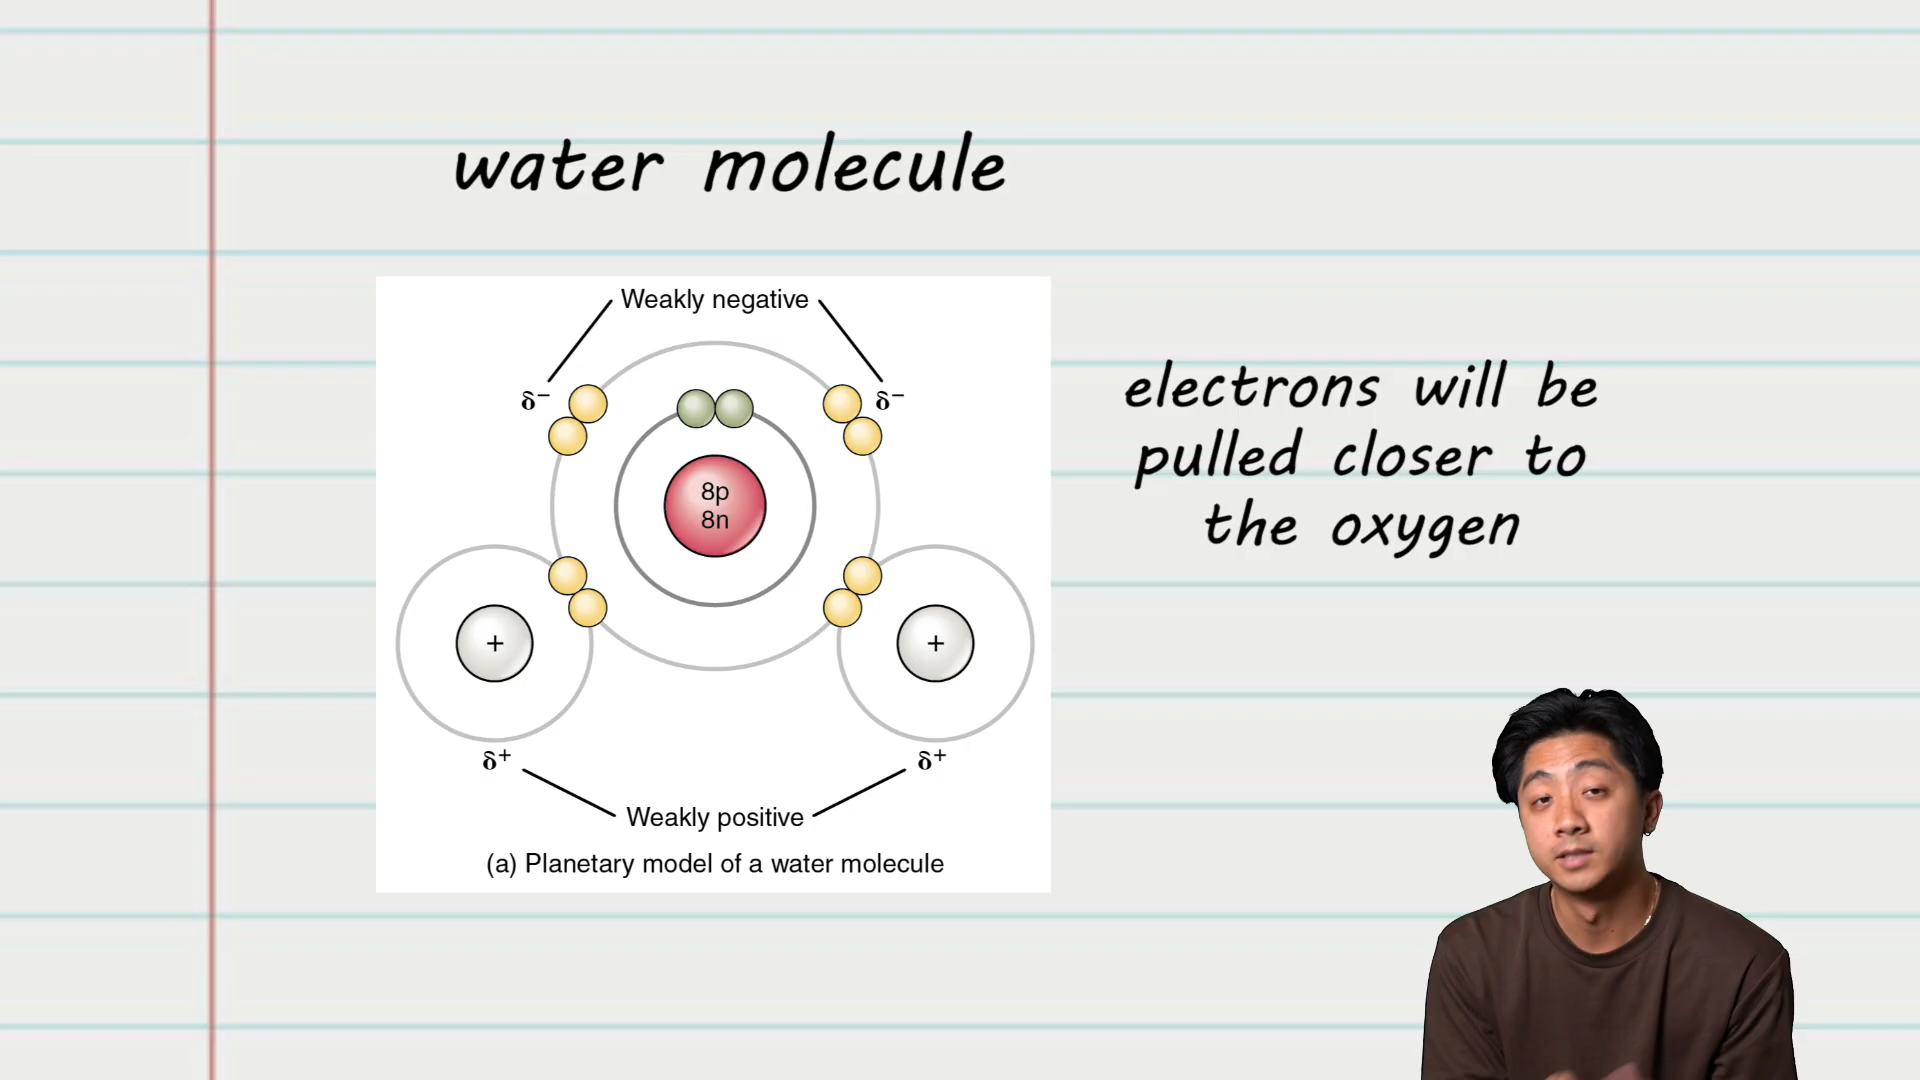 water molecule
Weakly negative
δ⁻
δ⁻
8p
8n
+
+
δ⁺
δ⁺
Weakly positive
(a) Planetary model of a water molecule
electrons will be
pulled closer to
the oxygen